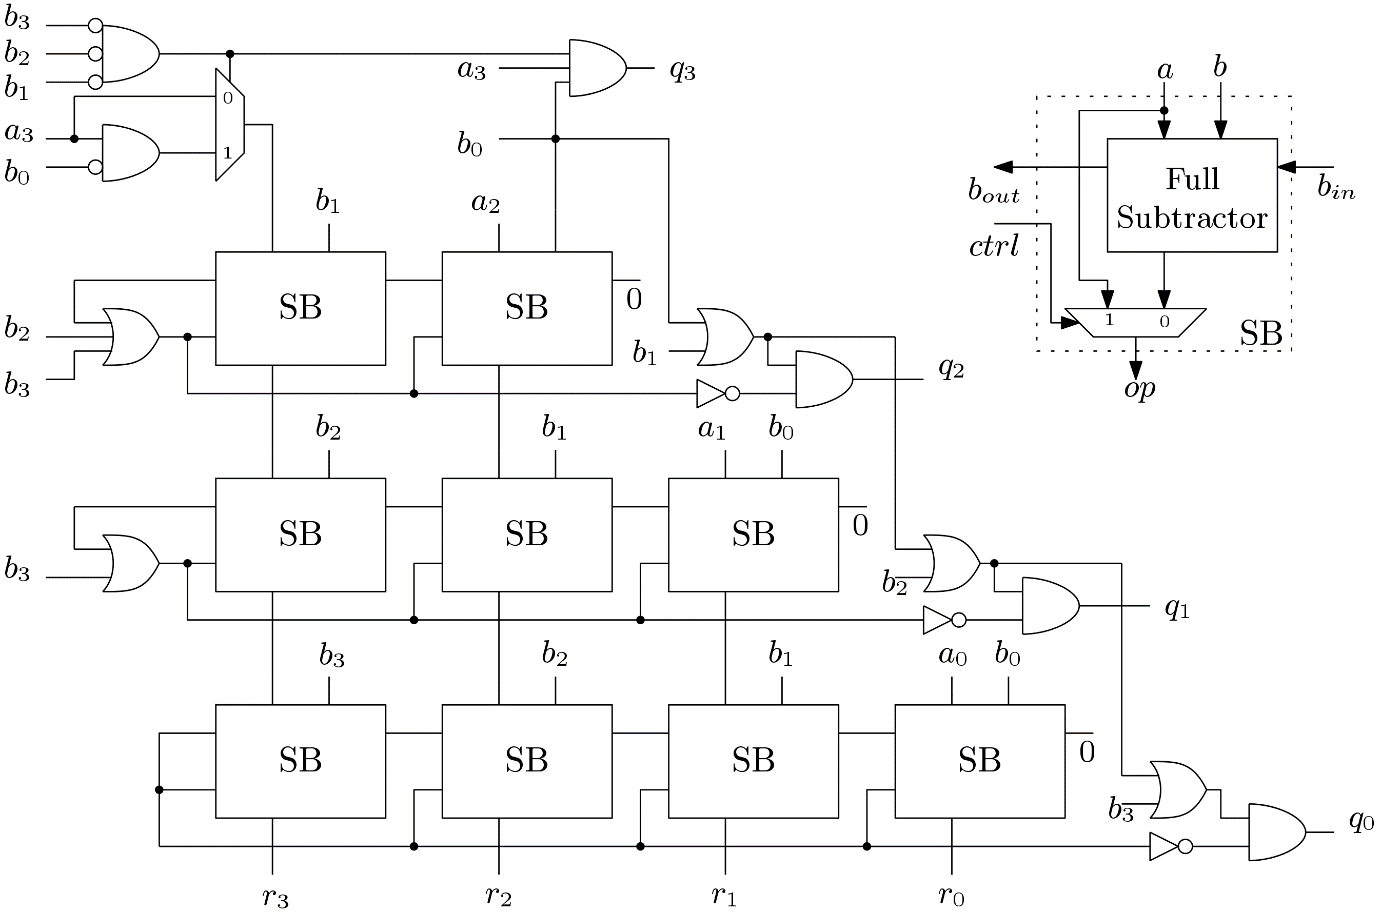 b₃
b₂
b₁
a₃
b₀
0
1
a₃
q₃
b₀
b₁
a₂
SB
SB
0
b₂
b₃
b₁
q₂
b₂
b₁
a₁
b₀
SB
SB
SB
0
b₃
b₂
q₁
b₃
b₂
b₁
a₀
b₀
SB
SB
SB
SB
0
b₃
q₀
r₃
r₂
r₁
r₀
a
b
Full
Subtractor
b_out
b_in
ctrl
1
0
SB
op